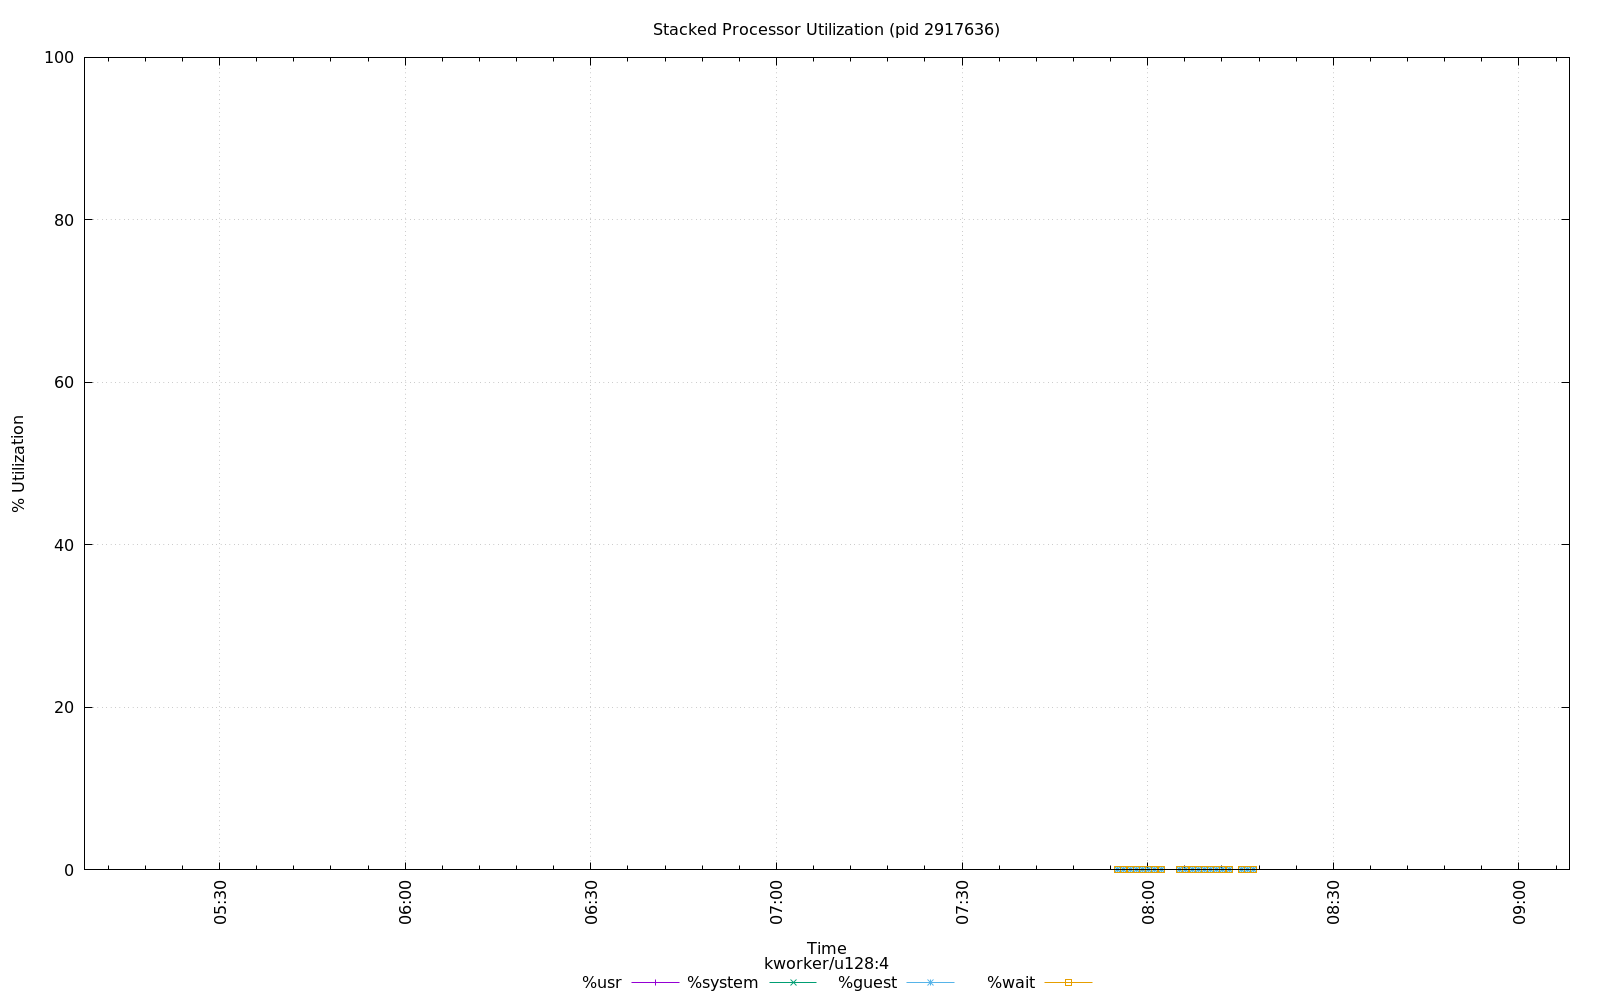 Stacked Processor Utilization (pid 2917636)
100
80
60
40
20
0
% Utilization
05:30 06:00 06:30 07:00 07:30 08:00 08:30 09:00
Time
kworker/u128:4
%usr %system %guest %wait